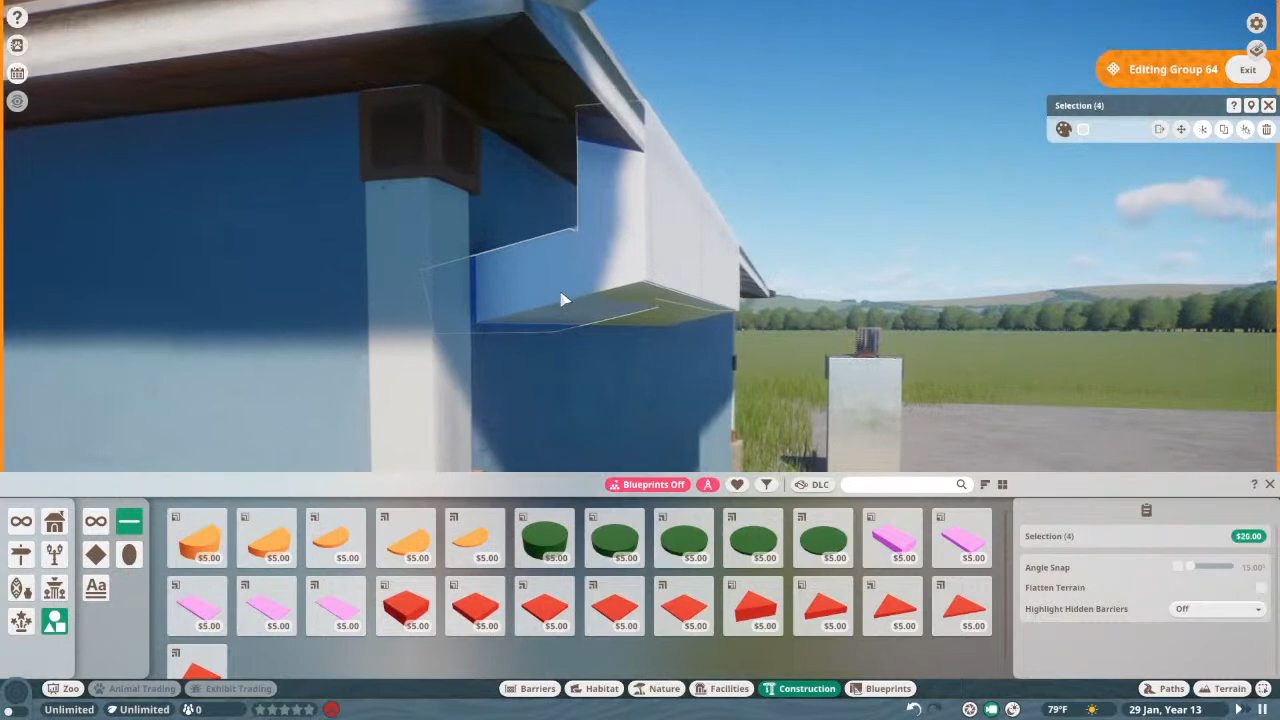 Editing Group 64
Exit
Selection (4)
Blueprints Off
DLC
$5.00 $5.00 $5.00 $5.00 $5.00 $5.00 $5.00 $5.00 $5.00 $5.00 $5.00 $5.00
$5.00 $5.00 $5.00 $5.00 $5.00 $5.00 $5.00 $5.00 $5.00 $5.00 $5.00 $5.00
Aa
Selection (4) $20.00
Angle Snap 15.00°
Flatten Terrain
Highlight Hidden Barriers Off
Zoo Animal Trading Exhibit Trading Barriers Habitat Nature Facilities Construction Blueprints Paths Terrain
Unlimited Unlimited 0 79°F 29 Jan, Year 13